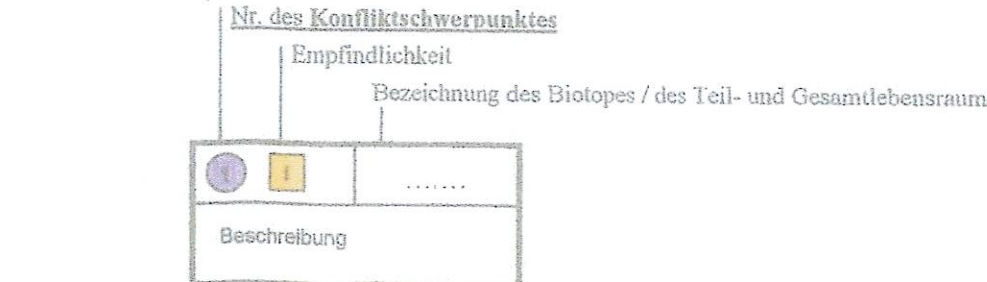 Nr. des Konfliktschwerpunktes
Empfindlichkeit
Bezeichnung des Biotopes / des Teil- und Gesamtlebensraum
.......
Beschreibung